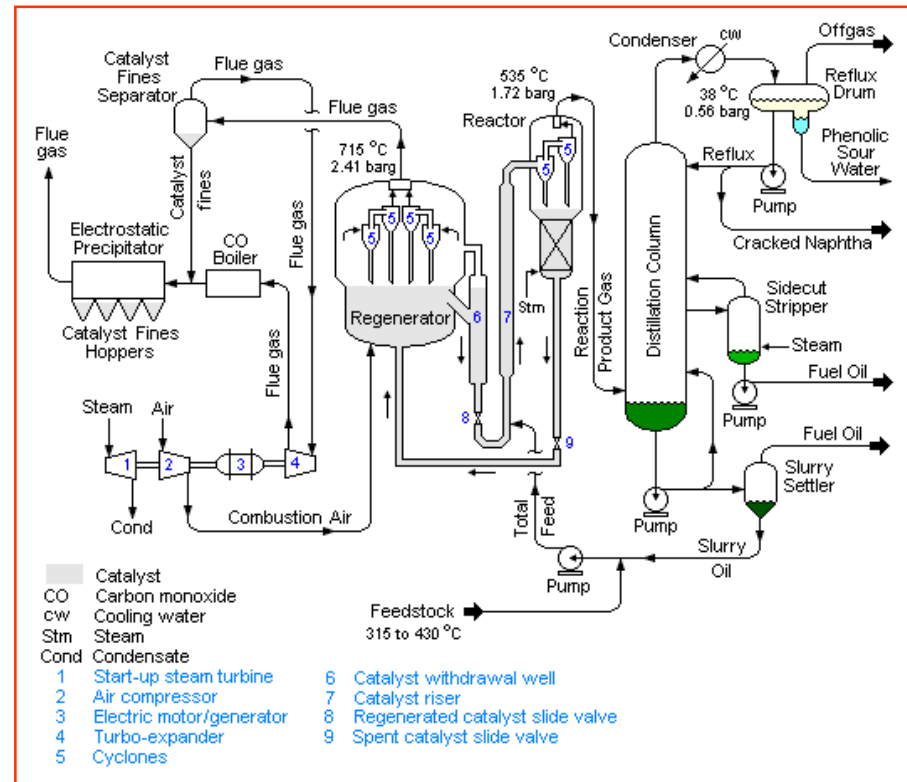 Catalyst
Fines
Separator
Flue gas
Flue gas
Flue
gas
Catalyst
fines
Flue gas
Electrostatic
Precipitator
CO
Boiler
Catalyst Fines
Hoppers
Flue gas
Steam
Air
1
2
3
4
Cond
Combustion Air
715 °C
2.41 barg
5
5
5
5
Regenerator
6
7
8
9
535 °C
1.72 barg
Reactor
5
5
Stm
Reaction
Product Gas
Total
Feed
Pump
Feedstock
315 to 430 °C
Condenser
cw
38 °C
0.56 barg
Offgas
Reflux
Drum
Phenolic
Sour
Water
Reflux
Pump
Cracked Naphtha
Distillation Column
Sidecut
Stripper
Steam
Fuel Oil
Pump
Fuel Oil
Slurry
Settler
Pump
Slurry
Oil
Catalyst
CO Carbon monoxide
cw Cooling water
Stm Steam
Cond Condensate
1 Start-up steam turbine
2 Air compressor
3 Electric motor/generator
4 Turbo-expander
5 Cyclones
6 Catalyst withdrawal well
7 Catalyst riser
8 Regenerated catalyst slide valve
9 Spent catalyst slide valve